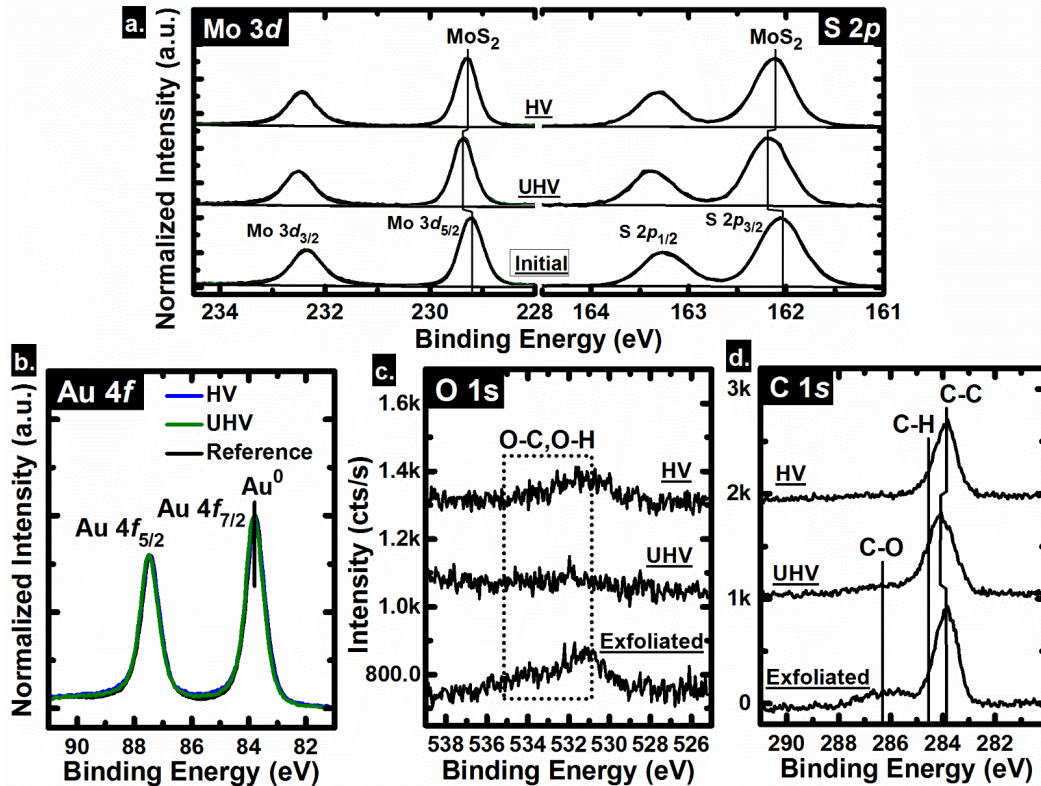 a.
Mo 3d
MoS2
MoS2
S 2p
HV
UHV
Mo 3d3/2
Mo 3d5/2
S 2p1/2
S 2p3/2
Initial
Normalized Intensity (a.u.)
234 232 230 228 164 163 162 161
Binding Energy (eV)
b.
Au 4f
HV
UHV
Reference
Au0
Au 4f7/2
Au 4f5/2
Normalized Intensity (a.u.)
90 88 86 84 82
Binding Energy (eV)
c.
O 1s
1.6k
O-C,O-H
1.4k
HV
1.2k
UHV
1.0k
Exfoliated
800.0
Intensity (cts/s)
538 536 534 532 530 528 526
Binding Energy (eV)
d.
C 1s
3k
C-C
C-H
HV
2k
C-O
UHV
1k
Exfoliated
0
290 288 286 284 282
Binding Energy (eV)